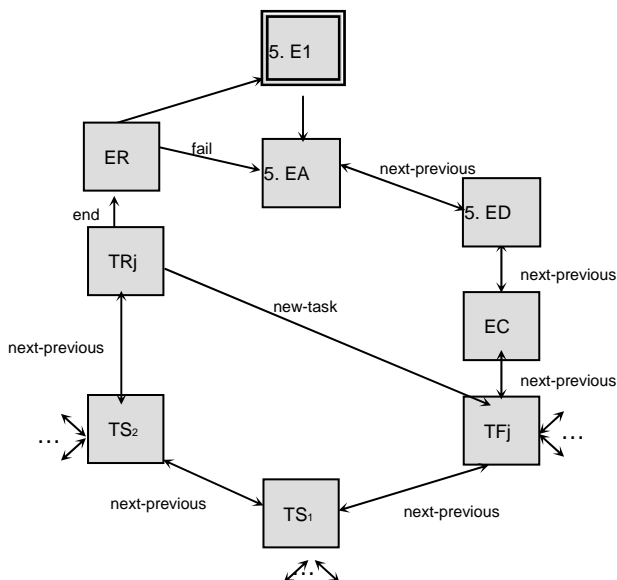 5. E1
ER
fail
5. EA
next-previous
5. ED
end
TRj
next-previous
new-task
EC
next-previous
next-previous
...
TS2
TFj
...
next-previous
TS1
next-previous
...